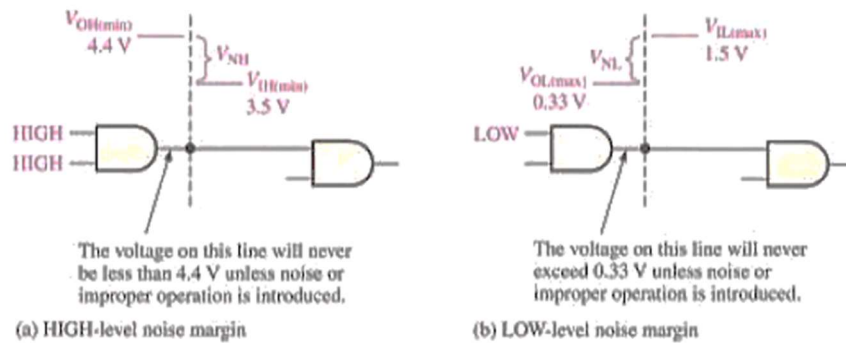 VOH(min)
4.4 V
VNH
VIH(min)
3.5 V
HIGH
HIGH
The voltage on this line will never
be less than 4.4 V unless noise or
improper operation is introduced.
(a) HIGH-level noise margin
VIL(max)
1.5 V
VNL
VOL(max)
0.33 V
LOW
The voltage on this line will never
exceed 0.33 V unless noise or
improper operation is introduced.
(b) LOW-level noise margin